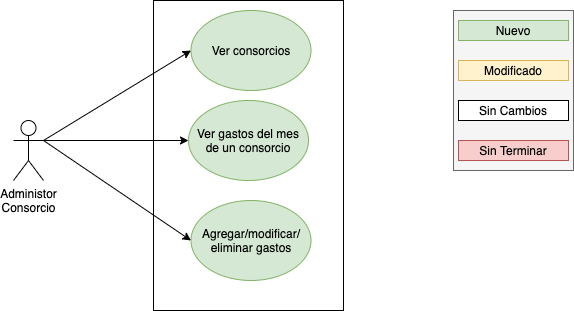 Ver consorcios
Ver gastos del mes
de un consorcio
Agregar/modificar/
eliminar gastos
Administor
Consorcio
Nuevo
Modificado
Sin Cambios
Sin Terminar